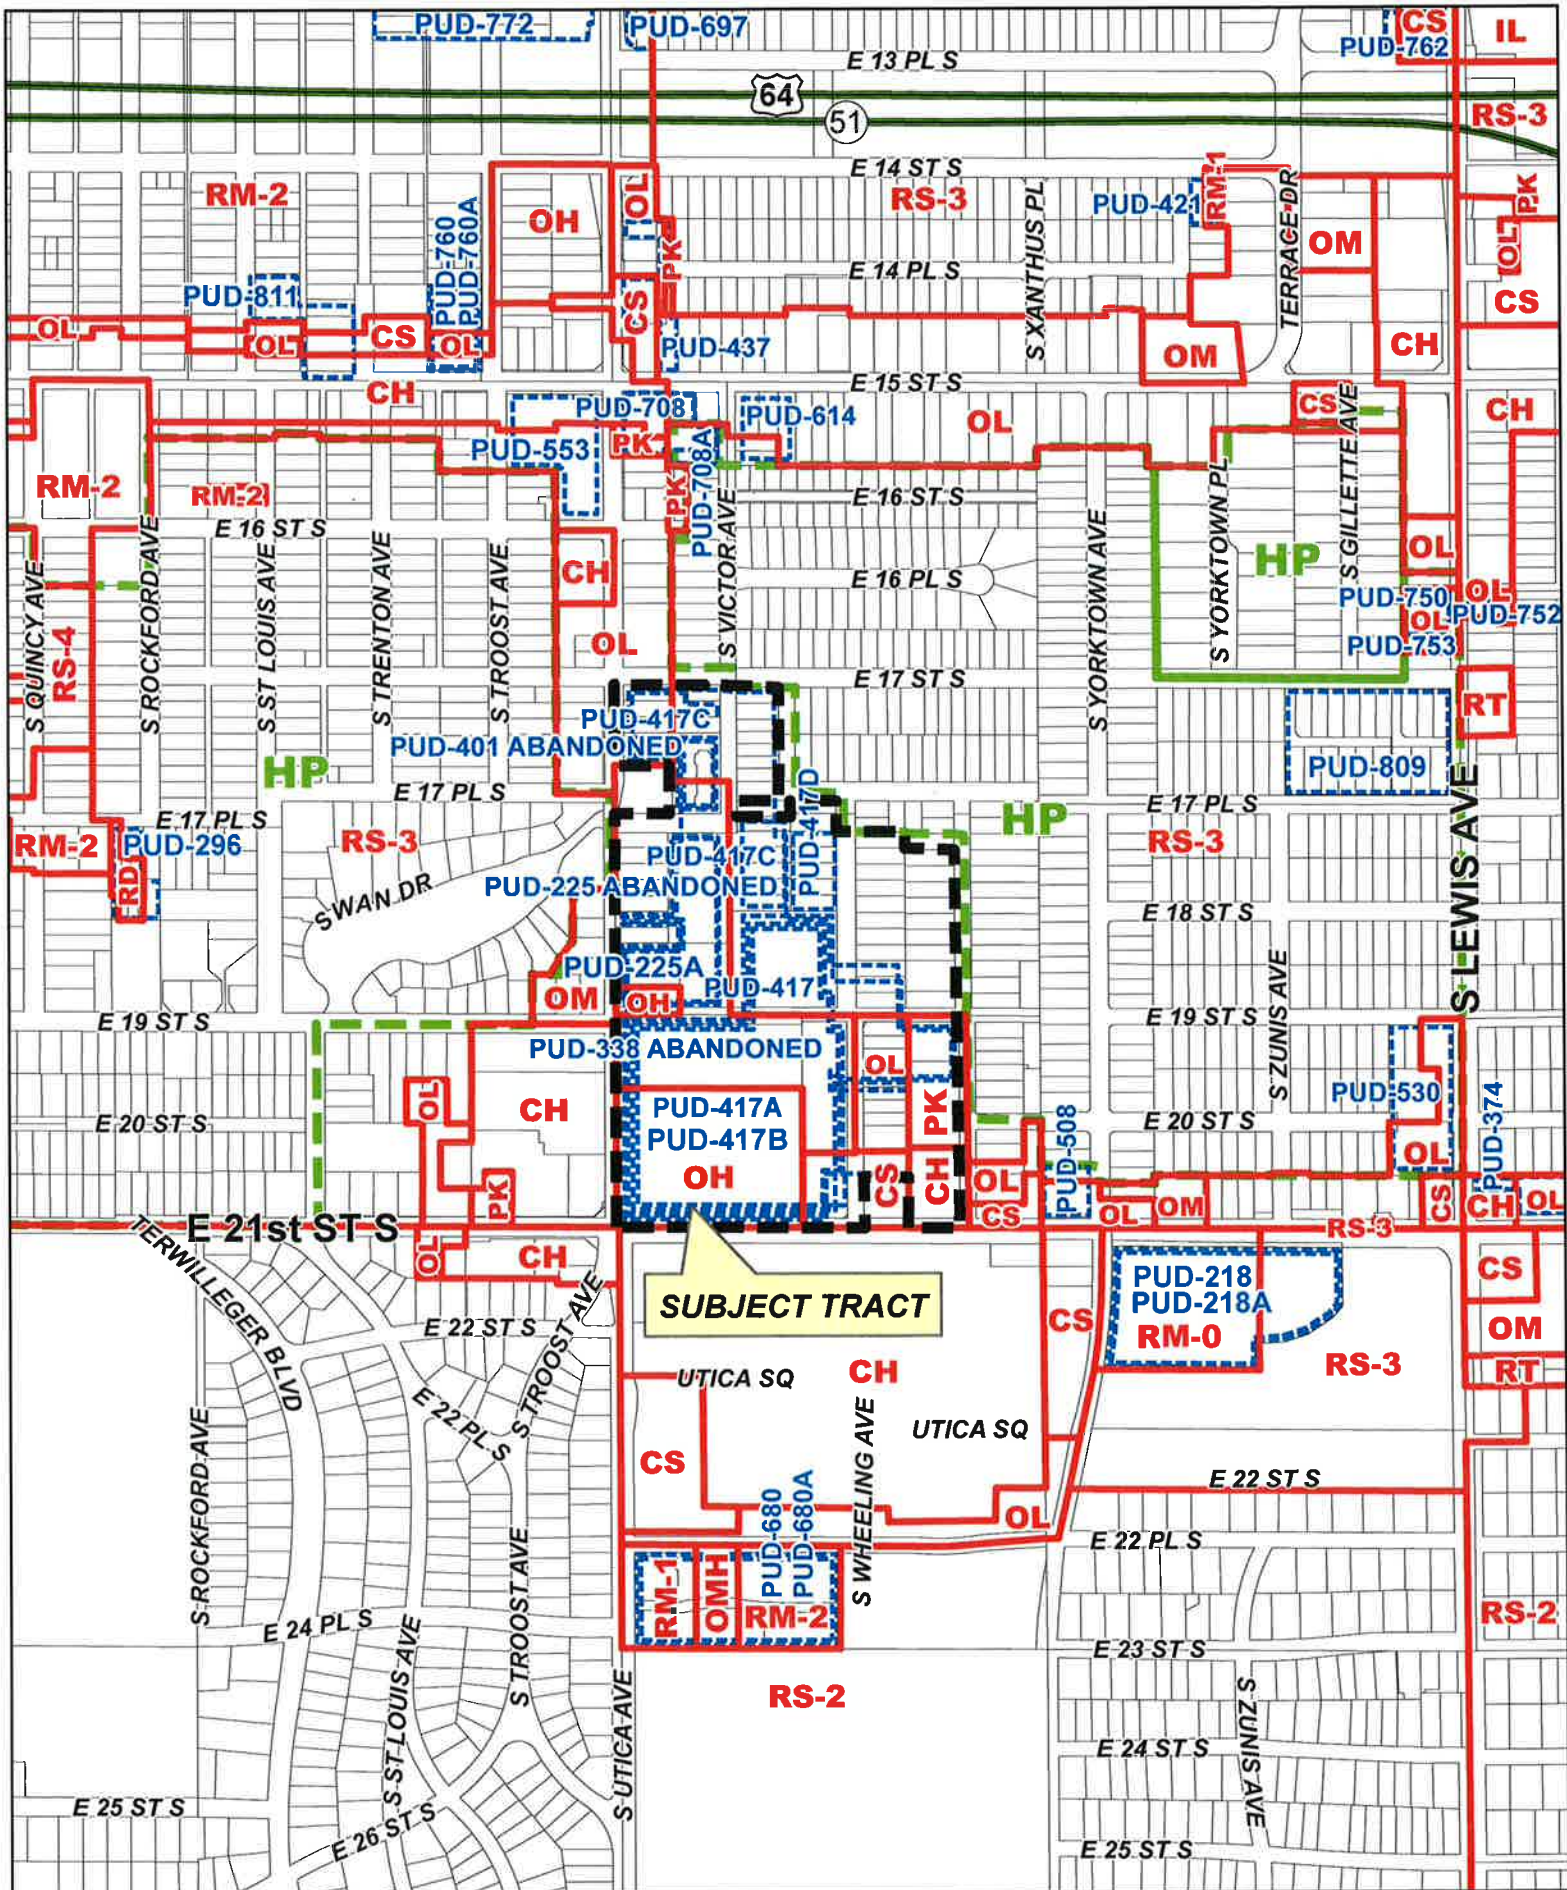 PUD-772
PUD-697
CS
PUD-762
IL
E 13 PL S
64
51
RS-3
E 14 ST S
RM-2
OH
OL
PK
RS-3
S XANTHUS PL
PUD-421
RM-1
TERRACE DR
OM
PK
OL
CS
PUD-811
PUD-760
PUD-760A
E 14 PL S
CS
OL
OL
CS
OL
PUD-437
OM
CH
CH
E 15 ST S
PUD-708
PUD-614
OL
CS
S GILLETTE AVE
CH
PUD-553
PK
PUD-708A
RM-2
RM-2
PK
E 16 ST S
E 16 ST S
S VICTOR AVE
S YORKTOWN AVE
S YORKTOWN PL
HP
OL
S QUINCY AVE
S ROCKFORD AVE
S ST LOUIS AVE
S TRENTON AVE
S TROOST AVE
CH
E 16 PL S
PUD-750
OL
OL
PUD-752
PUD-753
RS-4
OL
E 17 ST S
RT
PUD-417C
PUD-401 ABANDONED
HP
PUD-809
S LEWIS AVE
E 17 PL S
E 17 PL S
E 17 PL S
PUD-417D
HP
RM-2
PUD-296
RS-3
RS-3
PUD-417C
RD
PUD-225 ABANDONED
S WAN DR
E 18 ST S
S ZUNIS AVE
PUD-225A
PUD-417
OM
OH
E 19 ST S
E 19 ST S
PUD-338 ABANDONED
OL
OL
CH
PUD-417A
PUD-417B
OH
PK
PUD-530
PUD-374
E 20 ST S
E 20 ST S
PUD-508
OL
PK
CS
CH
OL
CS
OL
OM
CS
CH
OL
RS-3
E 21st ST S
TERWILLEGER BLVD
OL
CH
SUBJECT TRACT
PUD-218
PUD-218A
RM-0
CS
CS
OM
RT
RS-3
E 22 ST S
S TROOST AVE
E 22 PL S
UTICA SQ
CH
UTICA SQ
S WHEELING AVE
CS
S ROCKFORD AVE
E 22 ST S
OL
PUD-680
PUD-680A
E 22 PL S
RM-1
OMH
RM-2
RS-2
S TROOST AVE
E 24 PL S
S ST LOUIS AVE
E 23 ST S
S UTICA AVE
RS-2
S ZUNIS AVE
E 24 ST S
E 25 ST S
E 26 ST S
E 25 ST S